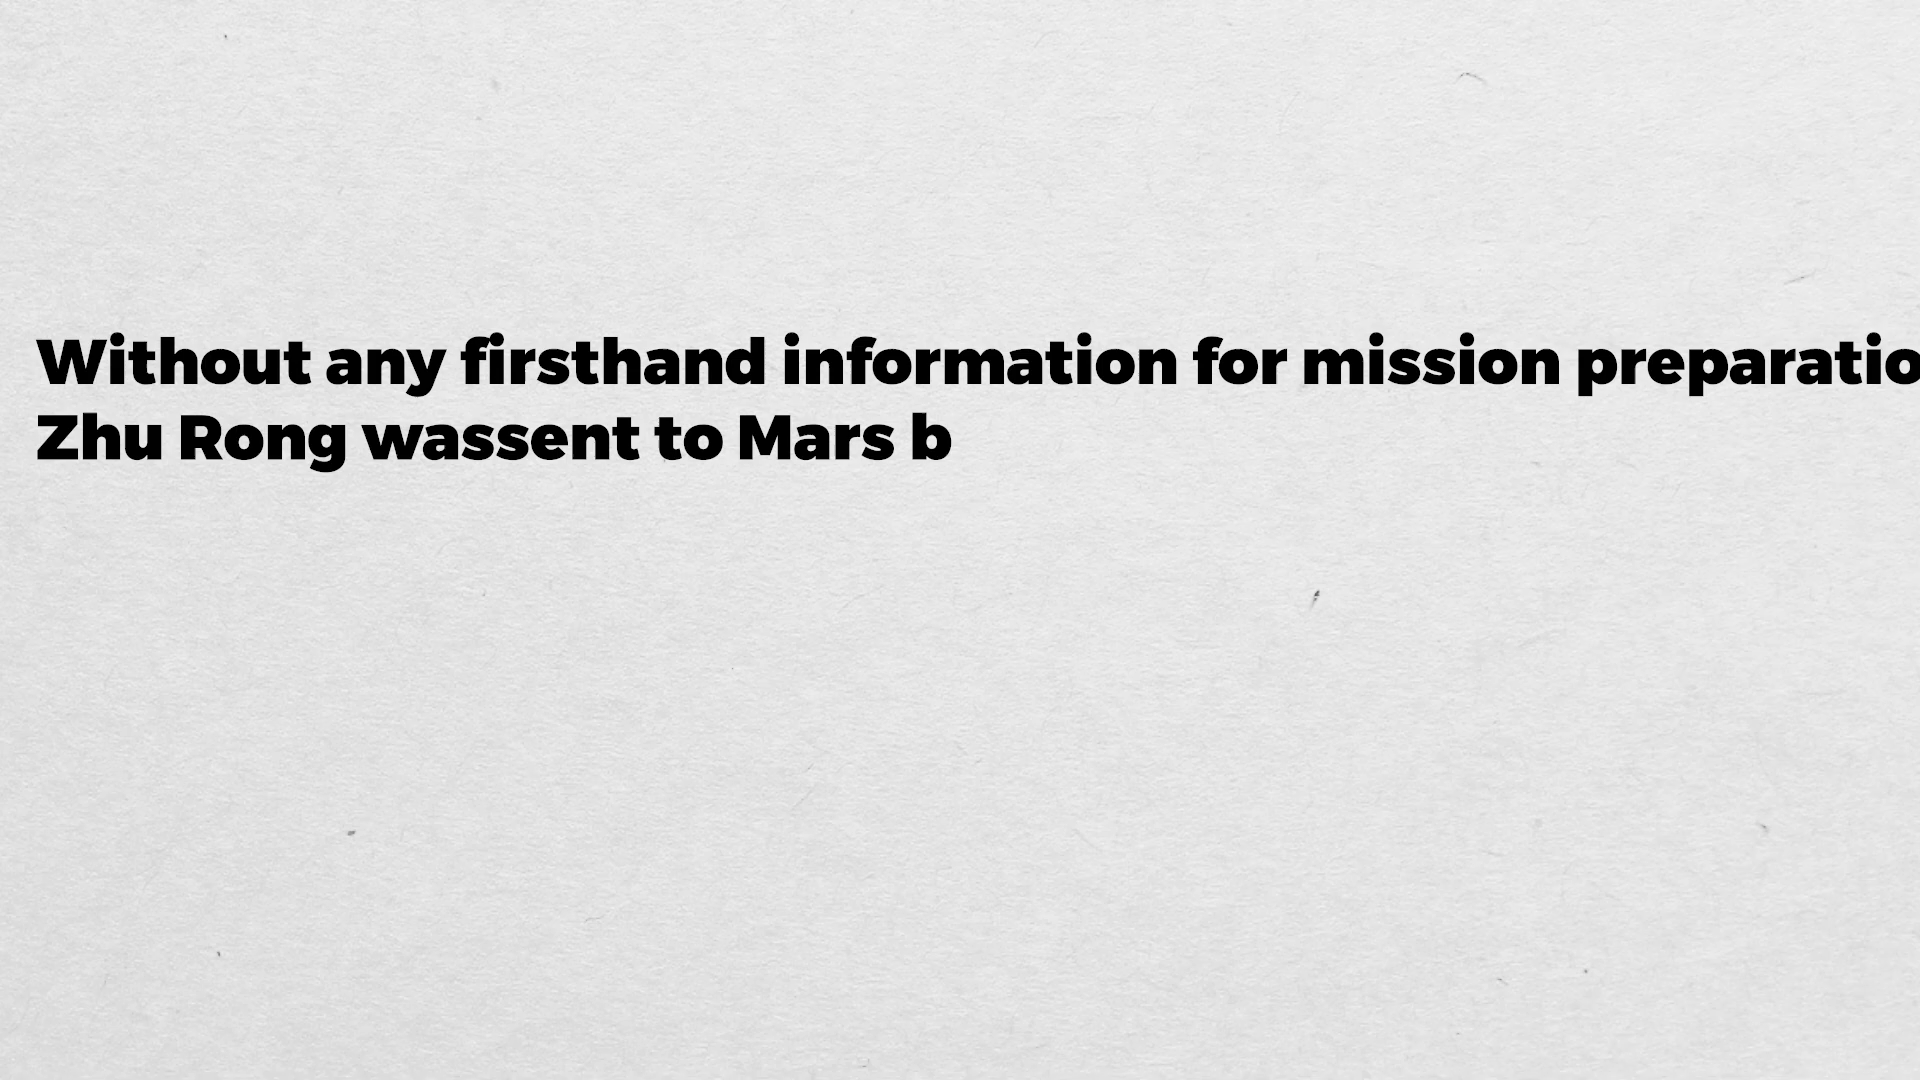 Without any firsthand information for mission preparatio
Zhu Rong wassent to Mars b